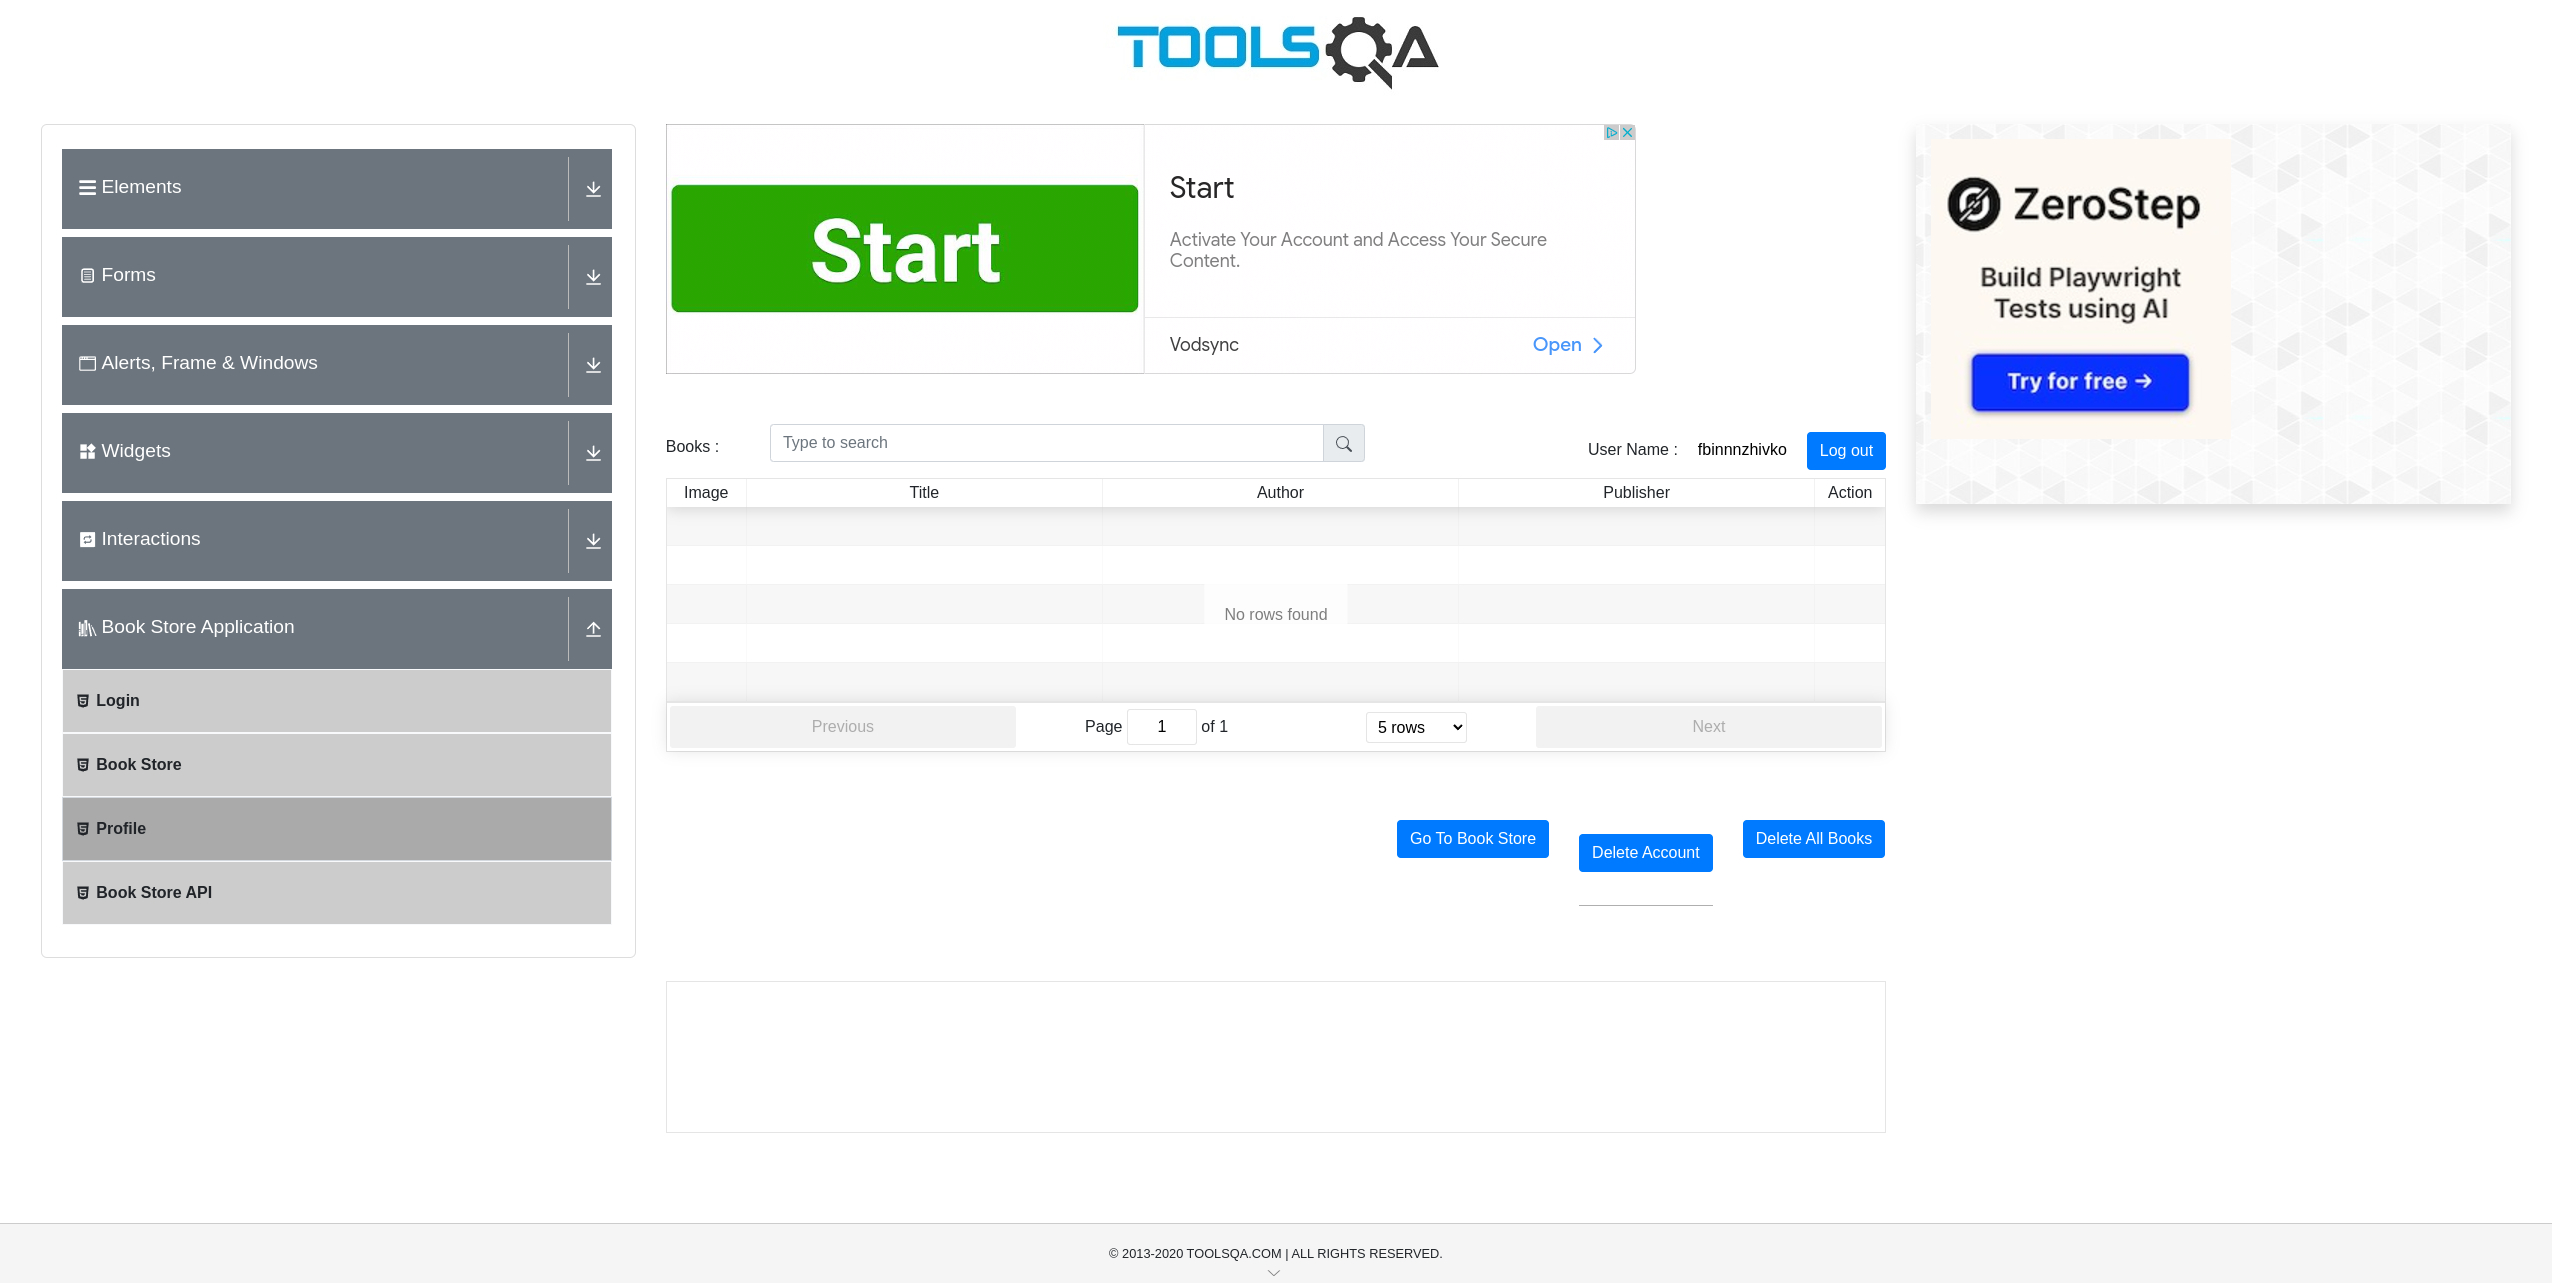 TOOLSQA
Elements
Forms
Alerts, Frame & Windows
Widgets
Interactions
Book Store Application
Login
Book Store
Profile
Book Store API
Start
Start
Activate Your Account and Access Your Secure
Content.
Vodsync
Open
Books :
Type to search
User Name :
fbinnnzhivko
Log out
Image
Title
Author
Publisher
Action
No rows found
Previous
Page 1 of 1
5 rows
Next
Go To Book Store
Delete Account
Delete All Books
ZeroStep
Build Playwright
Tests using AI
Try for free →
© 2013-2020 TOOLSQA.COM | ALL RIGHTS RESERVED.